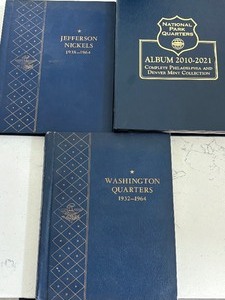 JEFFERSON
NICKELS
1938-1964
NATIONAL
PARK
QUARTERS
ALBUM 2010-2021
COMPLETE PHILADELPHIA AND
DENVER MINT COLLECTION
WASHINGTON
QUARTERS
1932-1964